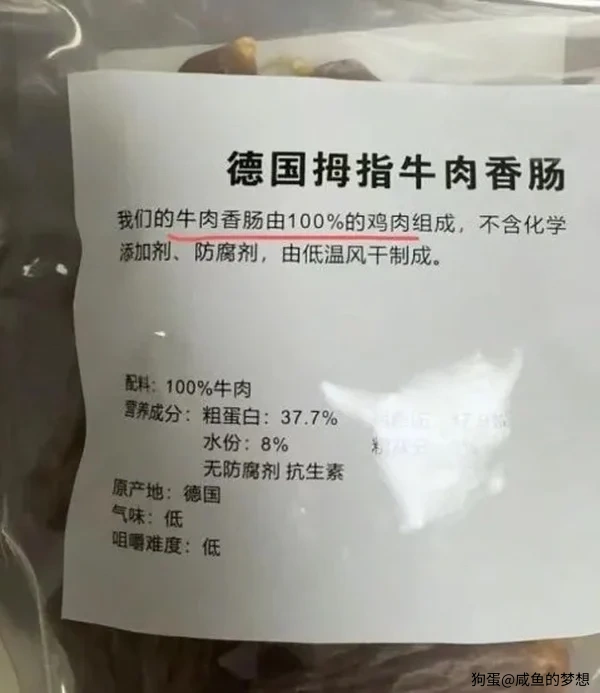 德国拇指牛肉香肠
我们的牛肉香肠由100%的鸡肉组成，不含化学
添加剂、防腐剂，由低温风干制成。
配料：100%牛肉
营养成分：粗蛋白：37.7%
水份：8%
无防腐剂 抗生素
原产地：德国
气味：低
咀嚼难度：低
狗蛋@咸鱼的梦想